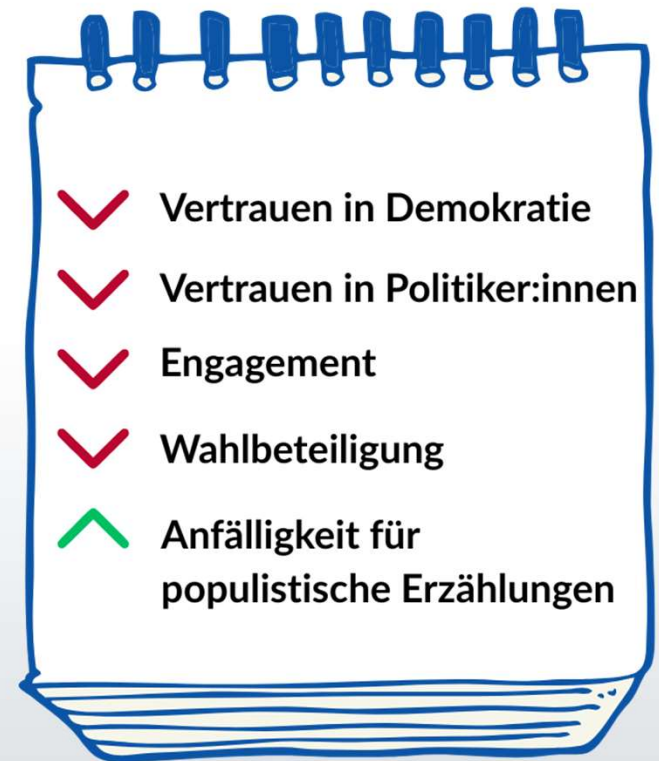 Vertrauen in Demokratie
Vertrauen in Politiker:innen
Engagement
Wahlbeteiligung
Anfälligkeit für
populistische Erzählungen